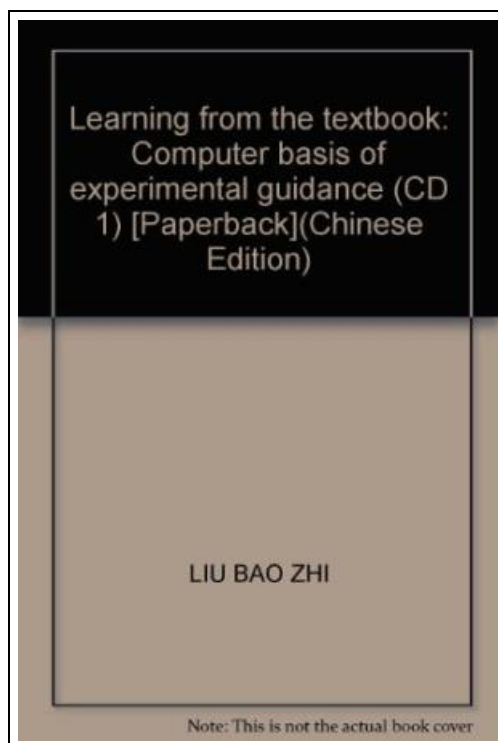 Learning from the textbook:
Computer basis of
experimental guidance (CD
1) [Paperback](Chinese
Edition)
LIU BAO ZHI
Note: This is not the actual book cover